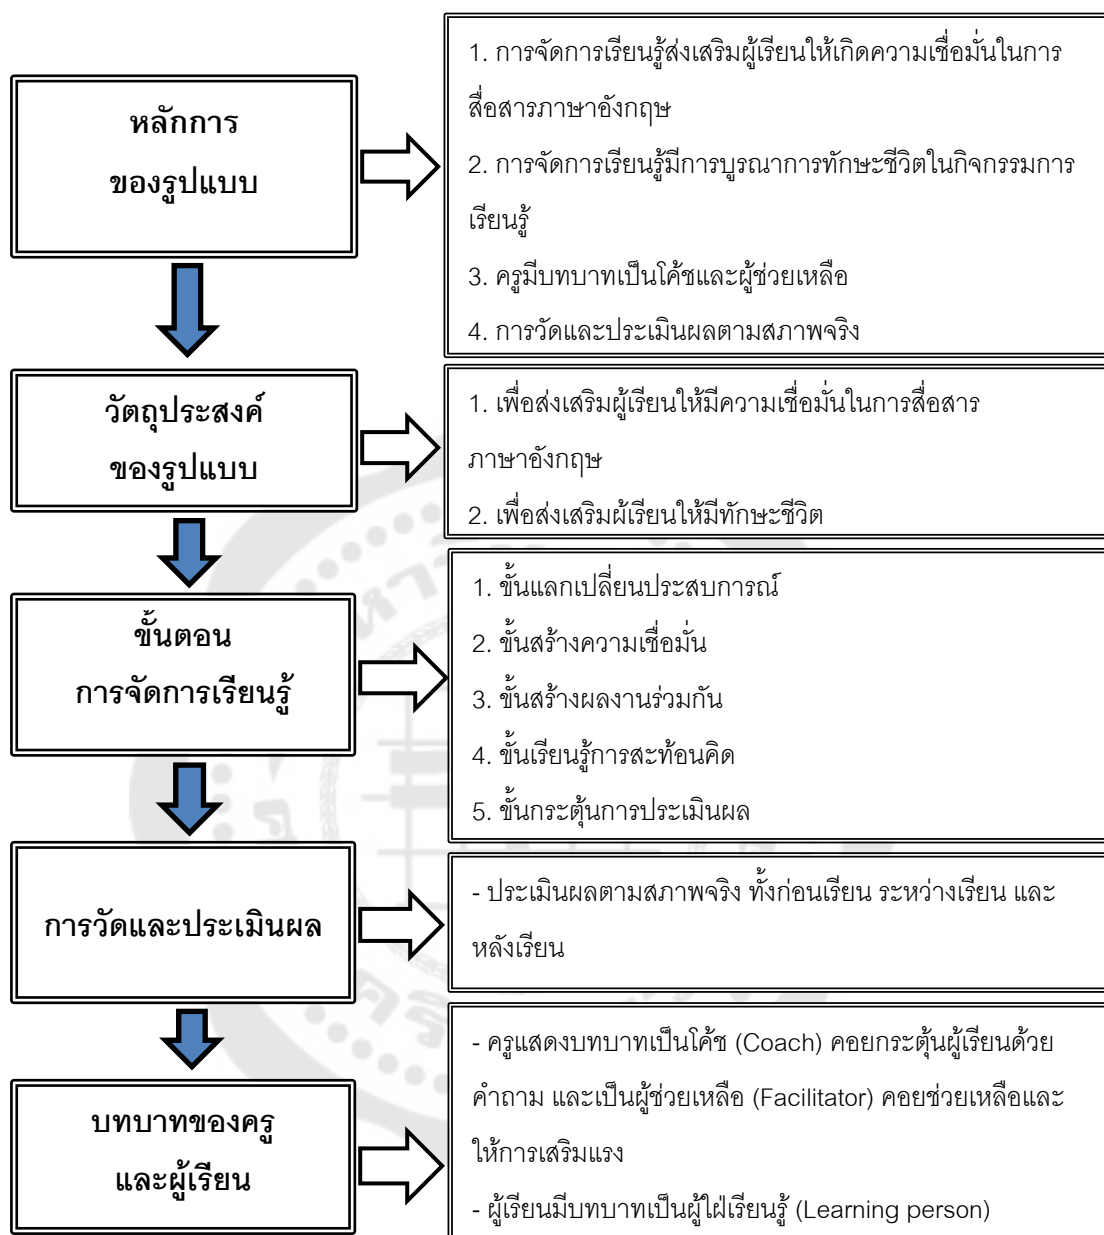 หลักการ
ของรูปแบบ
1. การจัดการเรียนรู้ส่งเสริมผู้เรียนให้เกิดความเชื่อมั่นในการ
สื่อสารภาษาอังกฤษ
2. การจัดการเรียนรู้มีการบูรณาการทักษะชีวิตในกิจกรรมการ
เรียนรู้
3. ครูมีบทบาทเป็นโค้ชและผู้ช่วยเหลือ
4. การวัดและประเมินผลตามสภาพจริง
วัตถุประสงค์
ของรูปแบบ
1. เพื่อส่งเสริมผู้เรียนให้มีความเชื่อมั่นในการสื่อสาร
ภาษาอังกฤษ
2. เพื่อส่งเสริมผู้เรียนให้มีทักษะชีวิต
ขั้นตอน
การจัดการเรียนรู้
1. ขั้นแลกเปลี่ยนประสบการณ์
2. ขั้นสร้างความเชื่อมั่น
3. ขั้นสร้างผลงานร่วมกัน
4. ขั้นเรียนรู้การสะท้อนคิด
5. ขั้นกระตุ้นการประเมินผล
การวัดและประเมินผล
- ประเมินผลตามสภาพจริง ทั้งก่อนเรียน ระหว่างเรียน และ
หลังเรียน
บทบาทของครู
และผู้เรียน
- ครูแสดงบทบาทเป็นโค้ช (Coach) คอยกระตุ้นผู้เรียนด้วย
คำถาม และเป็นผู้ช่วยเหลือ (Facilitator) คอยช่วยเหลือและ
ให้การเสริมแรง
- ผู้เรียนมีบทบาทเป็นผู้ใฝ่เรียนรู้ (Learning person)